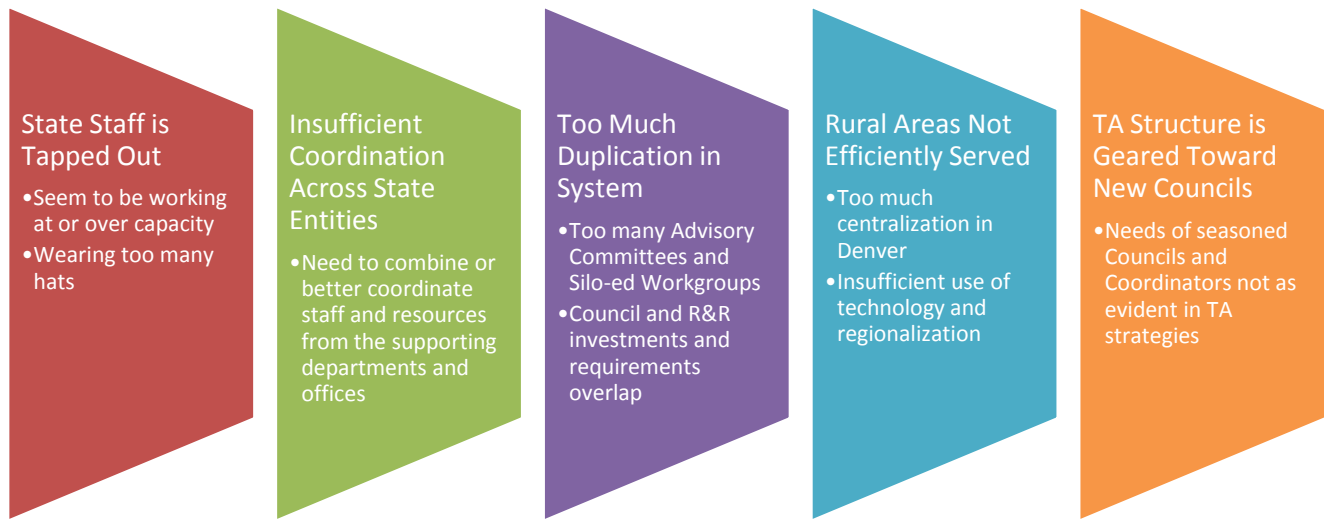 State Staff is
Tapped Out
•Seem to be working
at or over capacity
•Wearing too many
hats
Insufficient
Coordination
Across State
Entities
•Need to combine or
better coordinate
staff and resources
from the supporting
departments and
offices
Too Much
Duplication in
System
•Too many Advisory
Committees and
Silo-ed Workgroups
•Council and R&R
investments and
requirements
overlap
Rural Areas Not
Efficiently Served
•Too much
centralization in
Denver
•Insufficient use of
technology and
regionalization
TA Structure is
Geared Toward
New Councils
•Needs of seasoned
Councils and
Coordinators not as
evident in TA
strategies